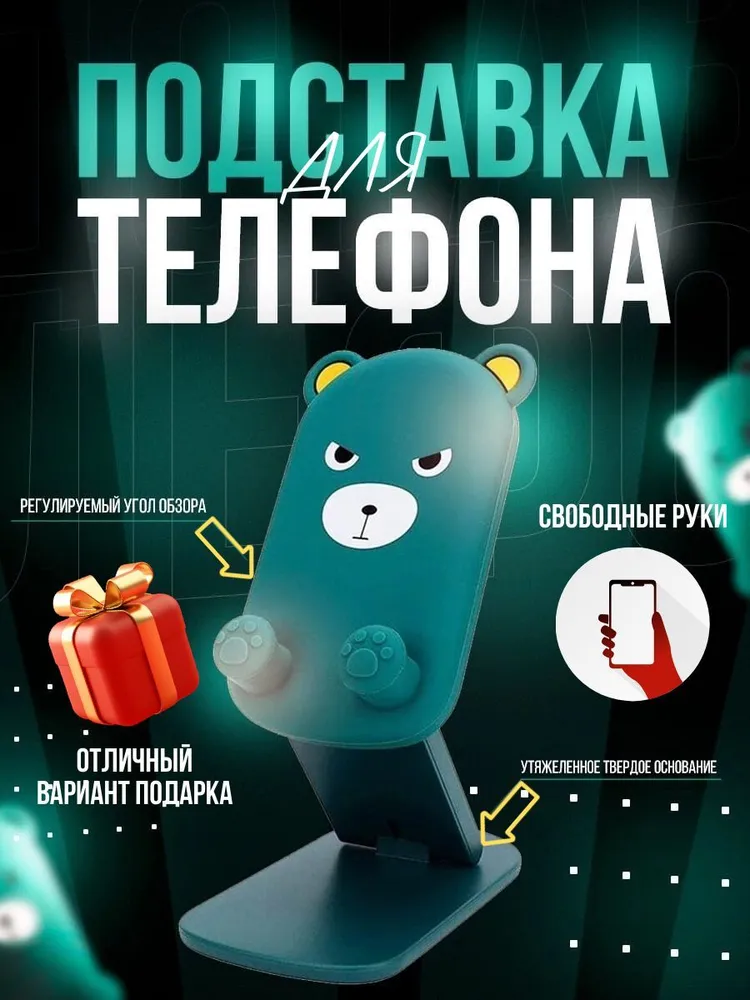 ПОДСТАВКА
для
ТЕЛЕФОНА
РЕГУЛИРУЕМЫЙ УГОЛ ОБЗОРА
СВОБОДНЫЕ РУКИ
ОТЛИЧНЫЙ
ВАРИАНТ ПОДАРКА
УТЯЖЕЛЕННОЕ ТВЕРДОЕ ОСНОВАНИЕ